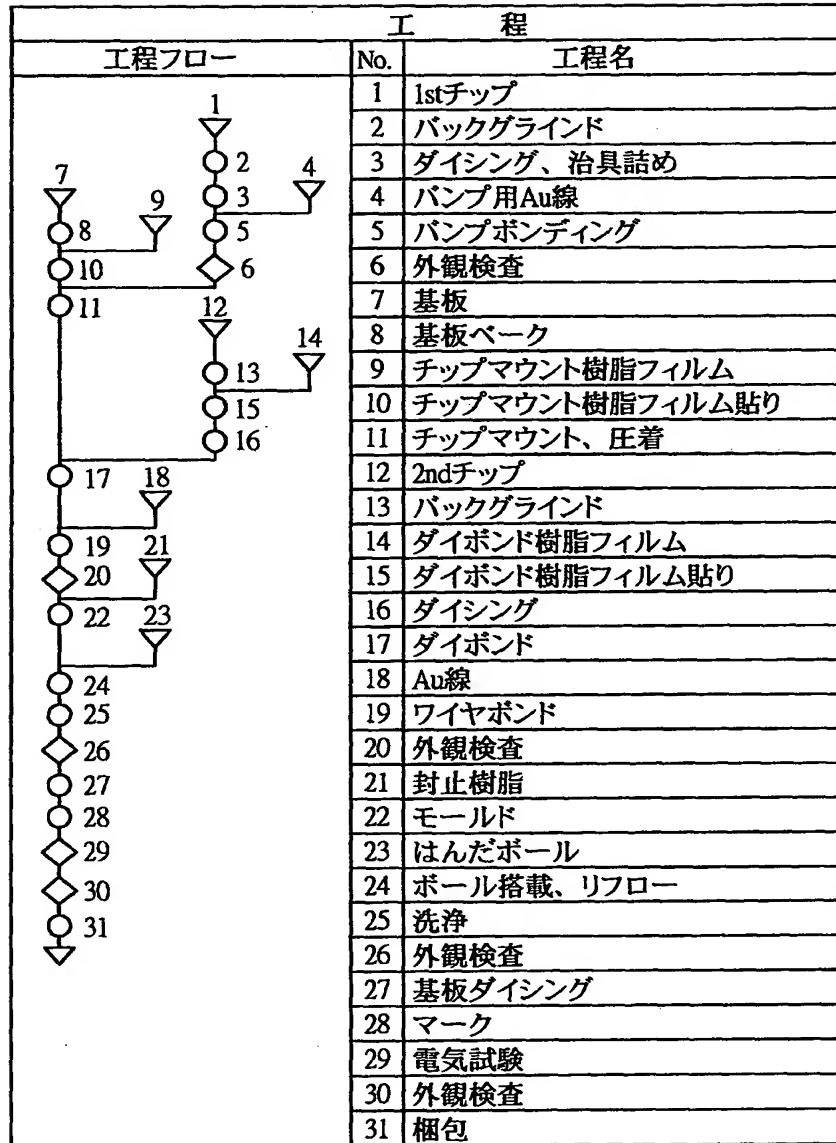 工 程
工程フロー No. 工程名
1 1stチップ
2 バックグラインド
3 ダイシング、治具詰め
4 バンプ用Au線
5 バンプボンディング
6 外観検査
7 基板
8 基板ベーク
9 チップマウント樹脂フィルム
10 チップマウント樹脂フィルム貼り
11 チップマウント、圧着
12 2ndチップ
13 バックグラインド
14 ダイボンド樹脂フィルム
15 ダイボンド樹脂フィルム貼り
16 ダイシング
17 ダイボンド
18 Au線
19 ワイヤボンド
20 外観検査
21 封止樹脂
22 モールド
23 はんだボール
24 ボール搭載、リフロー
25 洗浄
26 外観検査
27 基板ダイシング
28 マーク
29 電気試験
30 外観検査
31 梱包
1
2
3
4
5
6
7
8
9
10
11
12
13
14
15
16
17
18
19
20
21
22
23
24
25
26
27
28
29
30
31